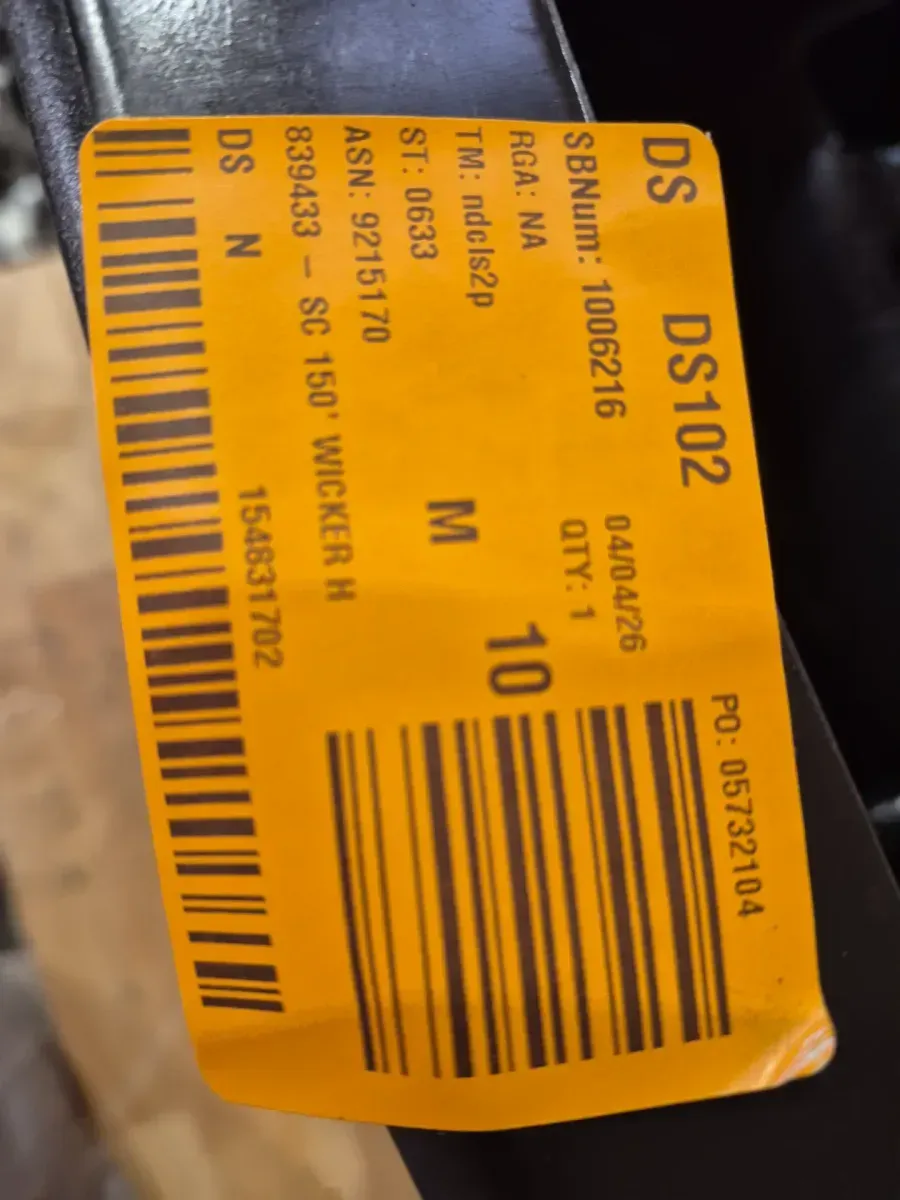 DS DS102
PO: 05732104
SBNum: 1006216 04/04/26
RGA: NA QTY: 1
TM: ndcls2p 10
ST: 0633 M
ASN: 9215170
839433 - SC 150' WICKER H
DS N 154831702